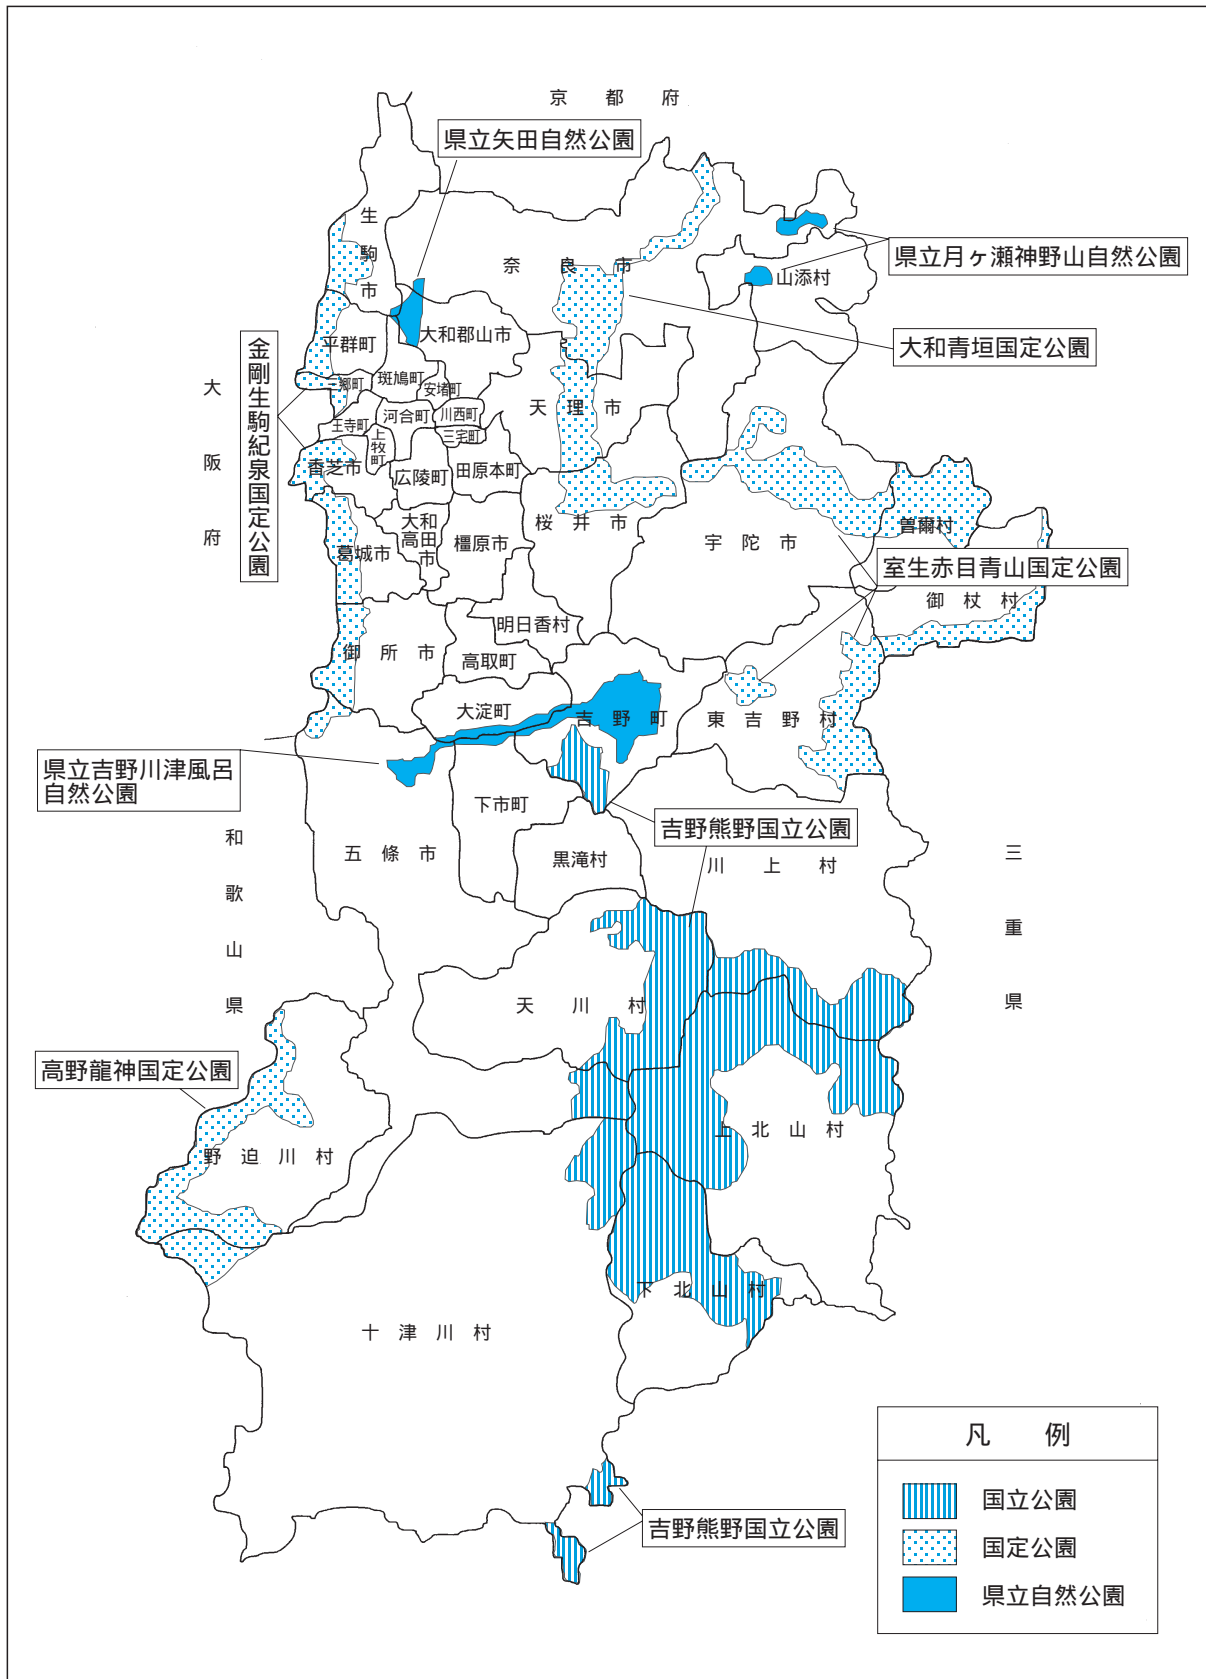 京都府
県立矢田自然公園
生駒市
奈良市
県立月ヶ瀬神野山自然公園
山添村
大和郡山市
大和青垣国定公園
平群町
金剛生駒紀泉国定公園
大阪府
郷町
斑鳩町
安堵町
天理市
王寺町
河合町
川西町
三宅町
上牧町
香芝市
広陵町
田原本町
曽爾村
桜井市
大和高田市
橿原市
宇陀市
葛城市
室生赤目青山国定公園
御杖村
明日香村
御所市
高取町
大淀町
吉野町
東吉野村
県立吉野川津風呂
自然公園
下市町
吉野熊野国立公園
和歌山県
五條市
黒滝村
川上村
三重県
天川村
高野龍神国定公園
野迫川村
上北山村
下北山村
十津川村
凡例
国立公園
吉野熊野国立公園
国定公園
県立自然公園